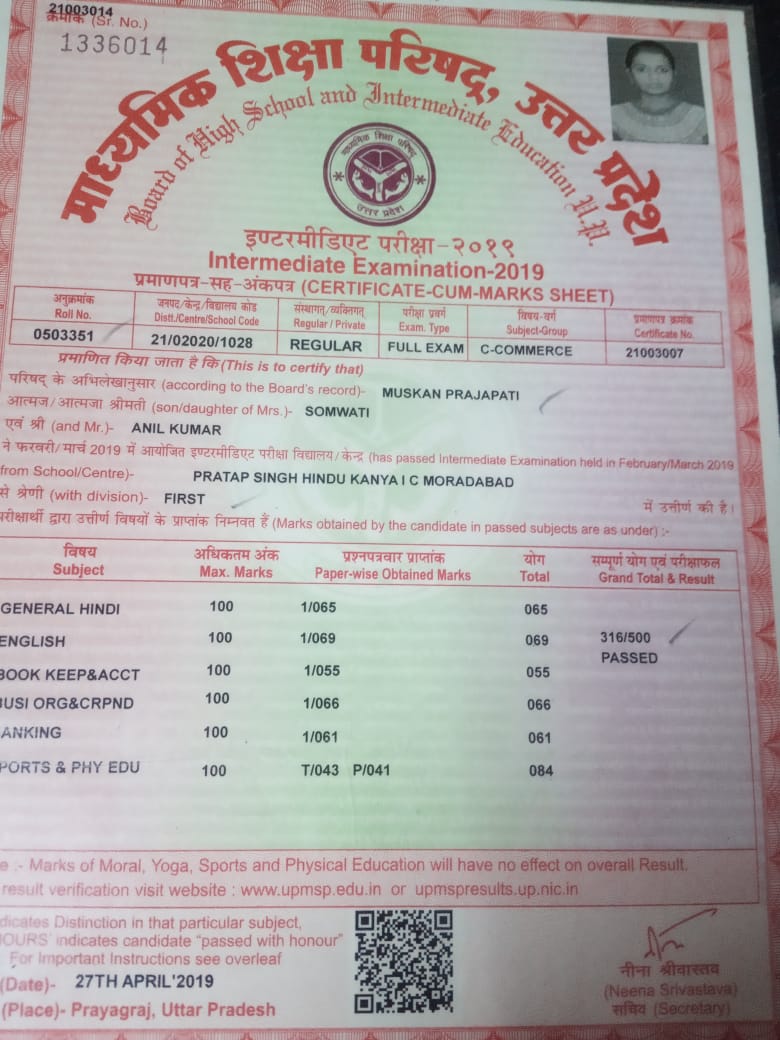 21003014
क्रमांक (Sr. No.)
1336014
माध्यमिक शिक्षा परिषद्, उत्तर प्रदेश
Board of High School and Intermediate Education U.P.
माध्यमिक शिक्षा परिषद्
उत्तर प्रदेश
इण्टरमीडिएट परीक्षा-२०१९
Intermediate Examination-2019
प्रमाणपत्र-सह-अंकपत्र (CERTIFICATE-CUM-MARKS SHEET)
अनुक्रमांक जनपद/केन्द्र/विद्यालय कोड संस्थागत/व्यक्तिगत परीक्षा प्रवर्ग विषय-वर्ग प्रमाणपत्र क्रमांक
Roll No. Distt./Centre/School Code Regular / Private Exam. Type Subject-Group Certificate No.
0503351 21/02020/1028 REGULAR FULL EXAM C-COMMERCE 21003007
प्रमाणित किया जाता है कि (This is to certify that)
परिषद् के अभिलेखानुसार (according to the Board's record)- MUSKAN PRAJAPATI
आत्मज/आत्मजा श्रीमती (son/daughter of Mrs.)- SOMWATI
एवं श्री (and Mr.)- ANIL KUMAR
ने फरवरी/मार्च 2019 में आयोजित इण्टरमीडिएट परीक्षा विद्यालय/केन्द्र (has passed Intermediate Examination held in February/March 2019
from School/Centre)- PRATAP SINGH HINDU KANYA I C MORADABAD
से श्रेणी (with division)- FIRST में उत्तीर्ण की है।
परीक्षार्थी द्वारा उत्तीर्ण विषयों के प्राप्तांक निम्नवत् हैं (Marks obtained by the candidate in passed subjects are as under) :-
विषय अधिकतम अंक प्रश्नपत्रवार प्राप्तांक योग सम्पूर्ण योग एवं परीक्षाफल
Subject Max. Marks Paper-wise Obtained Marks Total Grand Total & Result
GENERAL HINDI 100 1/065 065
ENGLISH 100 1/069 069 316/500
PASSED
BOOK KEEP&ACCT 100 1/055 055
BUSI ORG&CRPND 100 1/066 066
ANKING 100 1/061 061
PORTS & PHY EDU 100 T/043 P/041 084
e :- Marks of Moral, Yoga, Sports and Physical Education will have no effect on overall Result.
result verification visit website : www.upmsp.edu.in or upmspresults.up.nic.in
dicates Distinction in that particular subject,
OURS' indicates candidate "passed with honour"
For Important Instructions see overleaf
(Date)- 27TH APRIL'2019
(Place)- Prayagraj, Uttar Pradesh
नीना श्रीवास्तव
(Neena Srivastava)
सचिव (Secretary)